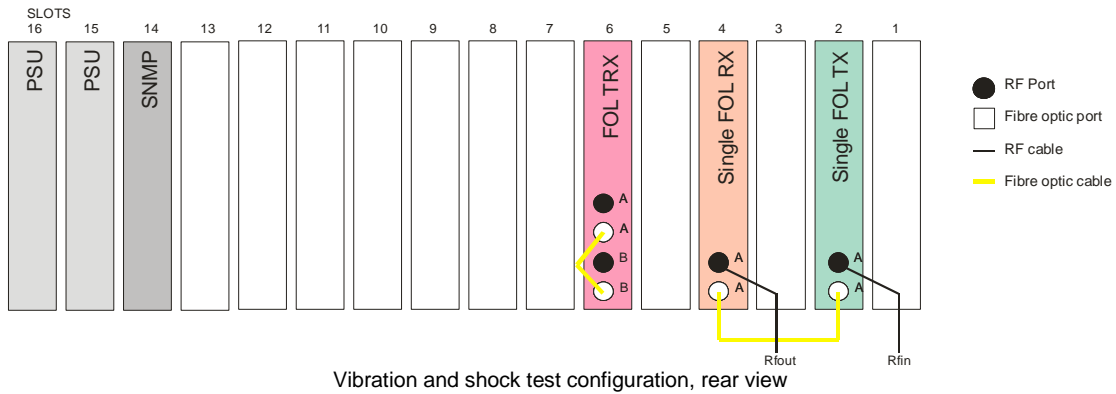 SLOTS
16 15 14 13 12 11 10 9 8 7 6 5 4 3 2 1
PSU
PSU
SNMP
FOL TRX
Single FOL RX
Single FOL TX
A
A
B
B
A
A
A
A
RF Port
Fibre optic port
RF cable
Fibre optic cable
Rfout
Rfin
Vibration and shock test configuration, rear view